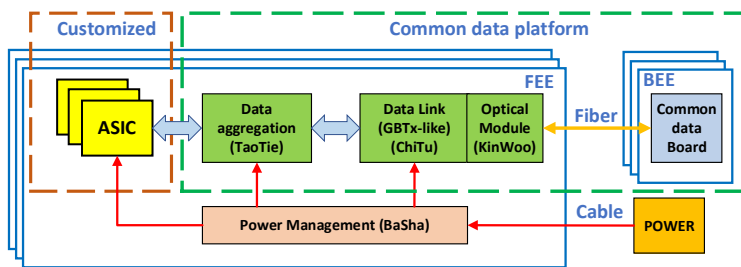 Customized
Common data platform
FEE
BEE
ASIC
Data
aggregation
(TaoTie)
Data Link
(GBTx-like)
(ChiTu)
Optical
Module
(KinWoo)
Fiber
Common
data
Board
Power Management (BaSha)
Cable
POWER